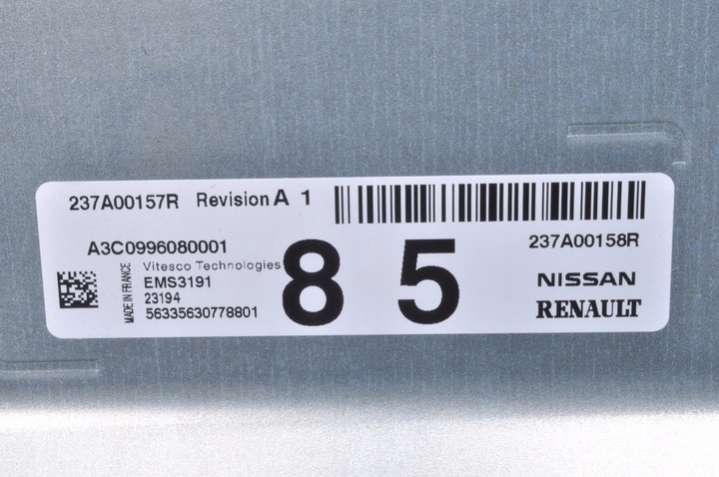 237A00157R Revision A 1
A3C0996080001
237A00158R
MADE IN FRANCE
Vitesco Technologies
EMS3191
23194
56335630778801
8 5
NISSAN
RENAULT